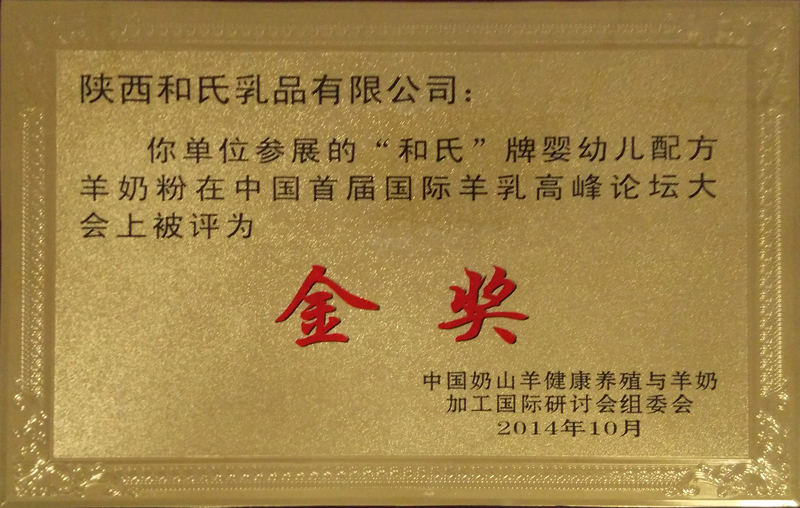 陕西和氏乳品有限公司：
你单位参展的“和氏”牌婴幼儿配方
羊奶粉在中国首届国际羊乳高峰论坛大
会上被评为
金奖
中国奶山羊健康养殖与羊奶
加工国际研讨会组委会
2014年10月